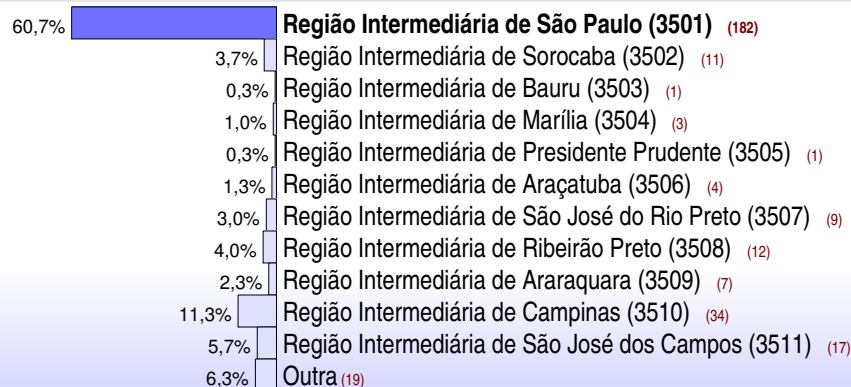 60,7% Região Intermediária de São Paulo (3501) (182)
3,7% Região Intermediária de Sorocaba (3502) (11)
0,3% Região Intermediária de Bauru (3503) (1)
1,0% Região Intermediária de Marília (3504) (3)
0,3% Região Intermediária de Presidente Prudente (3505) (1)
1,3% Região Intermediária de Araçatuba (3506) (4)
3,0% Região Intermediária de São José do Rio Preto (3507) (9)
4,0% Região Intermediária de Ribeirão Preto (3508) (12)
2,3% Região Intermediária de Araraquara (3509) (7)
11,3% Região Intermediária de Campinas (3510) (34)
5,7% Região Intermediária de São José dos Campos (3511) (17)
6,3% Outra (19)